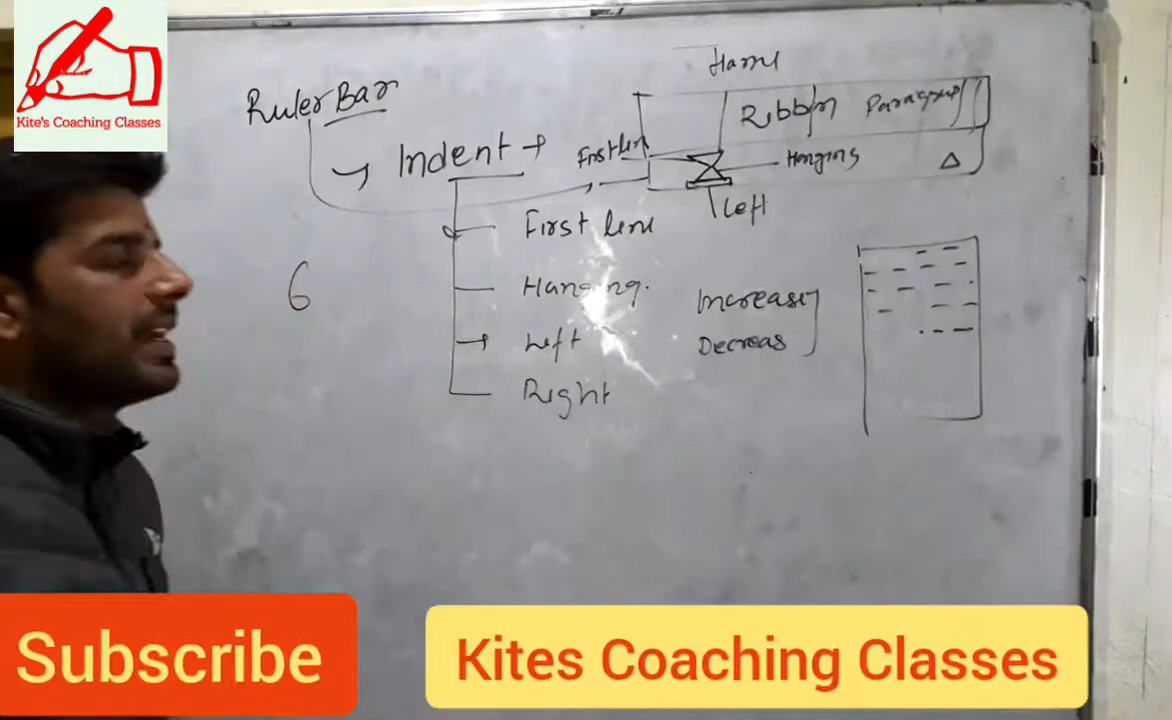 Kite's Coaching Classes
Ruler Bar
Indent
First line
Hanging.
Left
Right
6
Home
Ribbon
First line
Hanging
Left
Increase
Decreas
Subscribe
Kites Coaching Classes